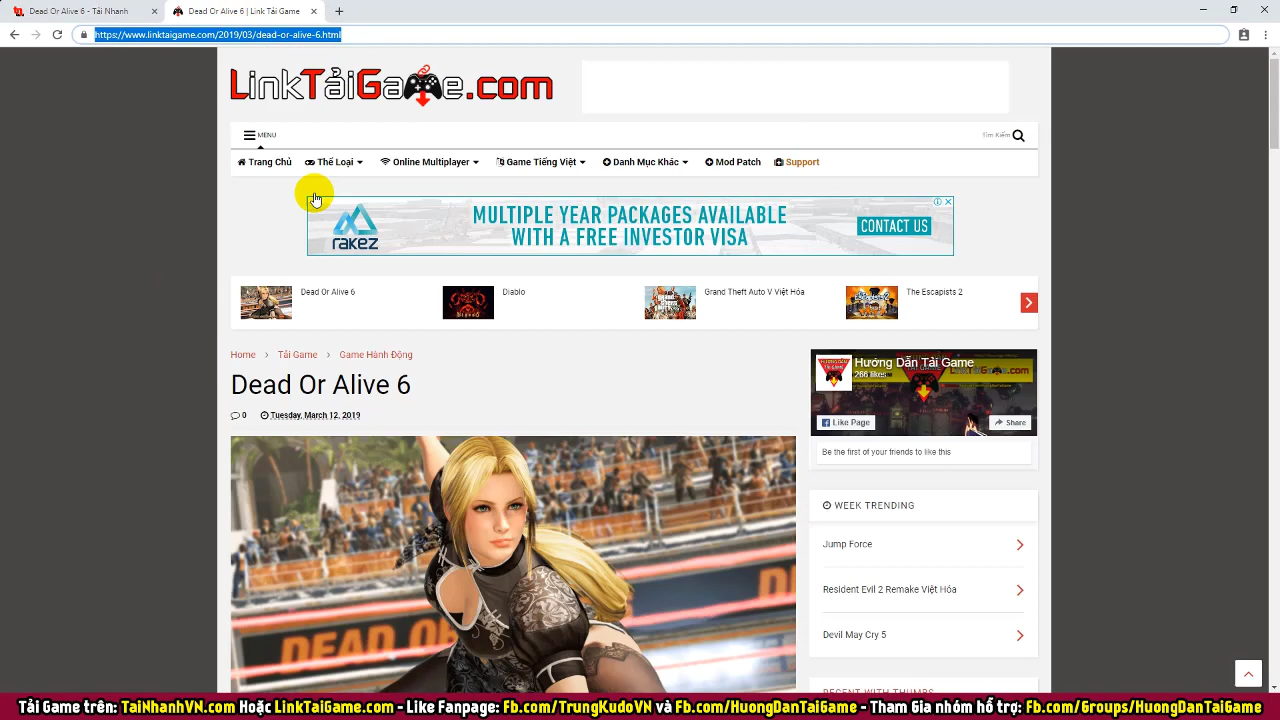 Dead Or Alive 6 - Tải Nhanh
Dead Or Alive 6 | Link Tải Game
https://www.linktaigame.com/2019/03/dead-or-alive-6.html
LinkTảiGame.com
MENU
Tìm Kiếm
Trang Chủ
Thể Loại
Online Multiplayer
Game Tiếng Việt
Danh Mục Khác
Mod Patch
Support
rakez
MULTIPLE YEAR PACKAGES AVAILABLE
WITH A FREE INVESTOR VISA
CONTACT US
Dead Or Alive 6
Diablo
Grand Theft Auto V Việt Hóa
The Escapists 2
Home > Tải Game > Game Hành Động
Dead Or Alive 6
0
Tuesday, March 12, 2019
DEAD OR ALIVE 6
Hướng Dẫn Tải Game
266 likes
Like Page
Share
Be the first of your friends to like this
WEEK TRENDING
Jump Force
Resident Evil 2 Remake Việt Hóa
Devil May Cry 5
RECENT WITH THUMBS
Tải Game trên: TaiNhanhVN.com Hoặc LinkTaiGame.com - Like Fanpage: Fb.com/TrungKudoVN và Fb.com/HuongDanTaiGame - Tham Gia nhóm hỗ trợ: Fb.com/Groups/HuongDanTaiGame